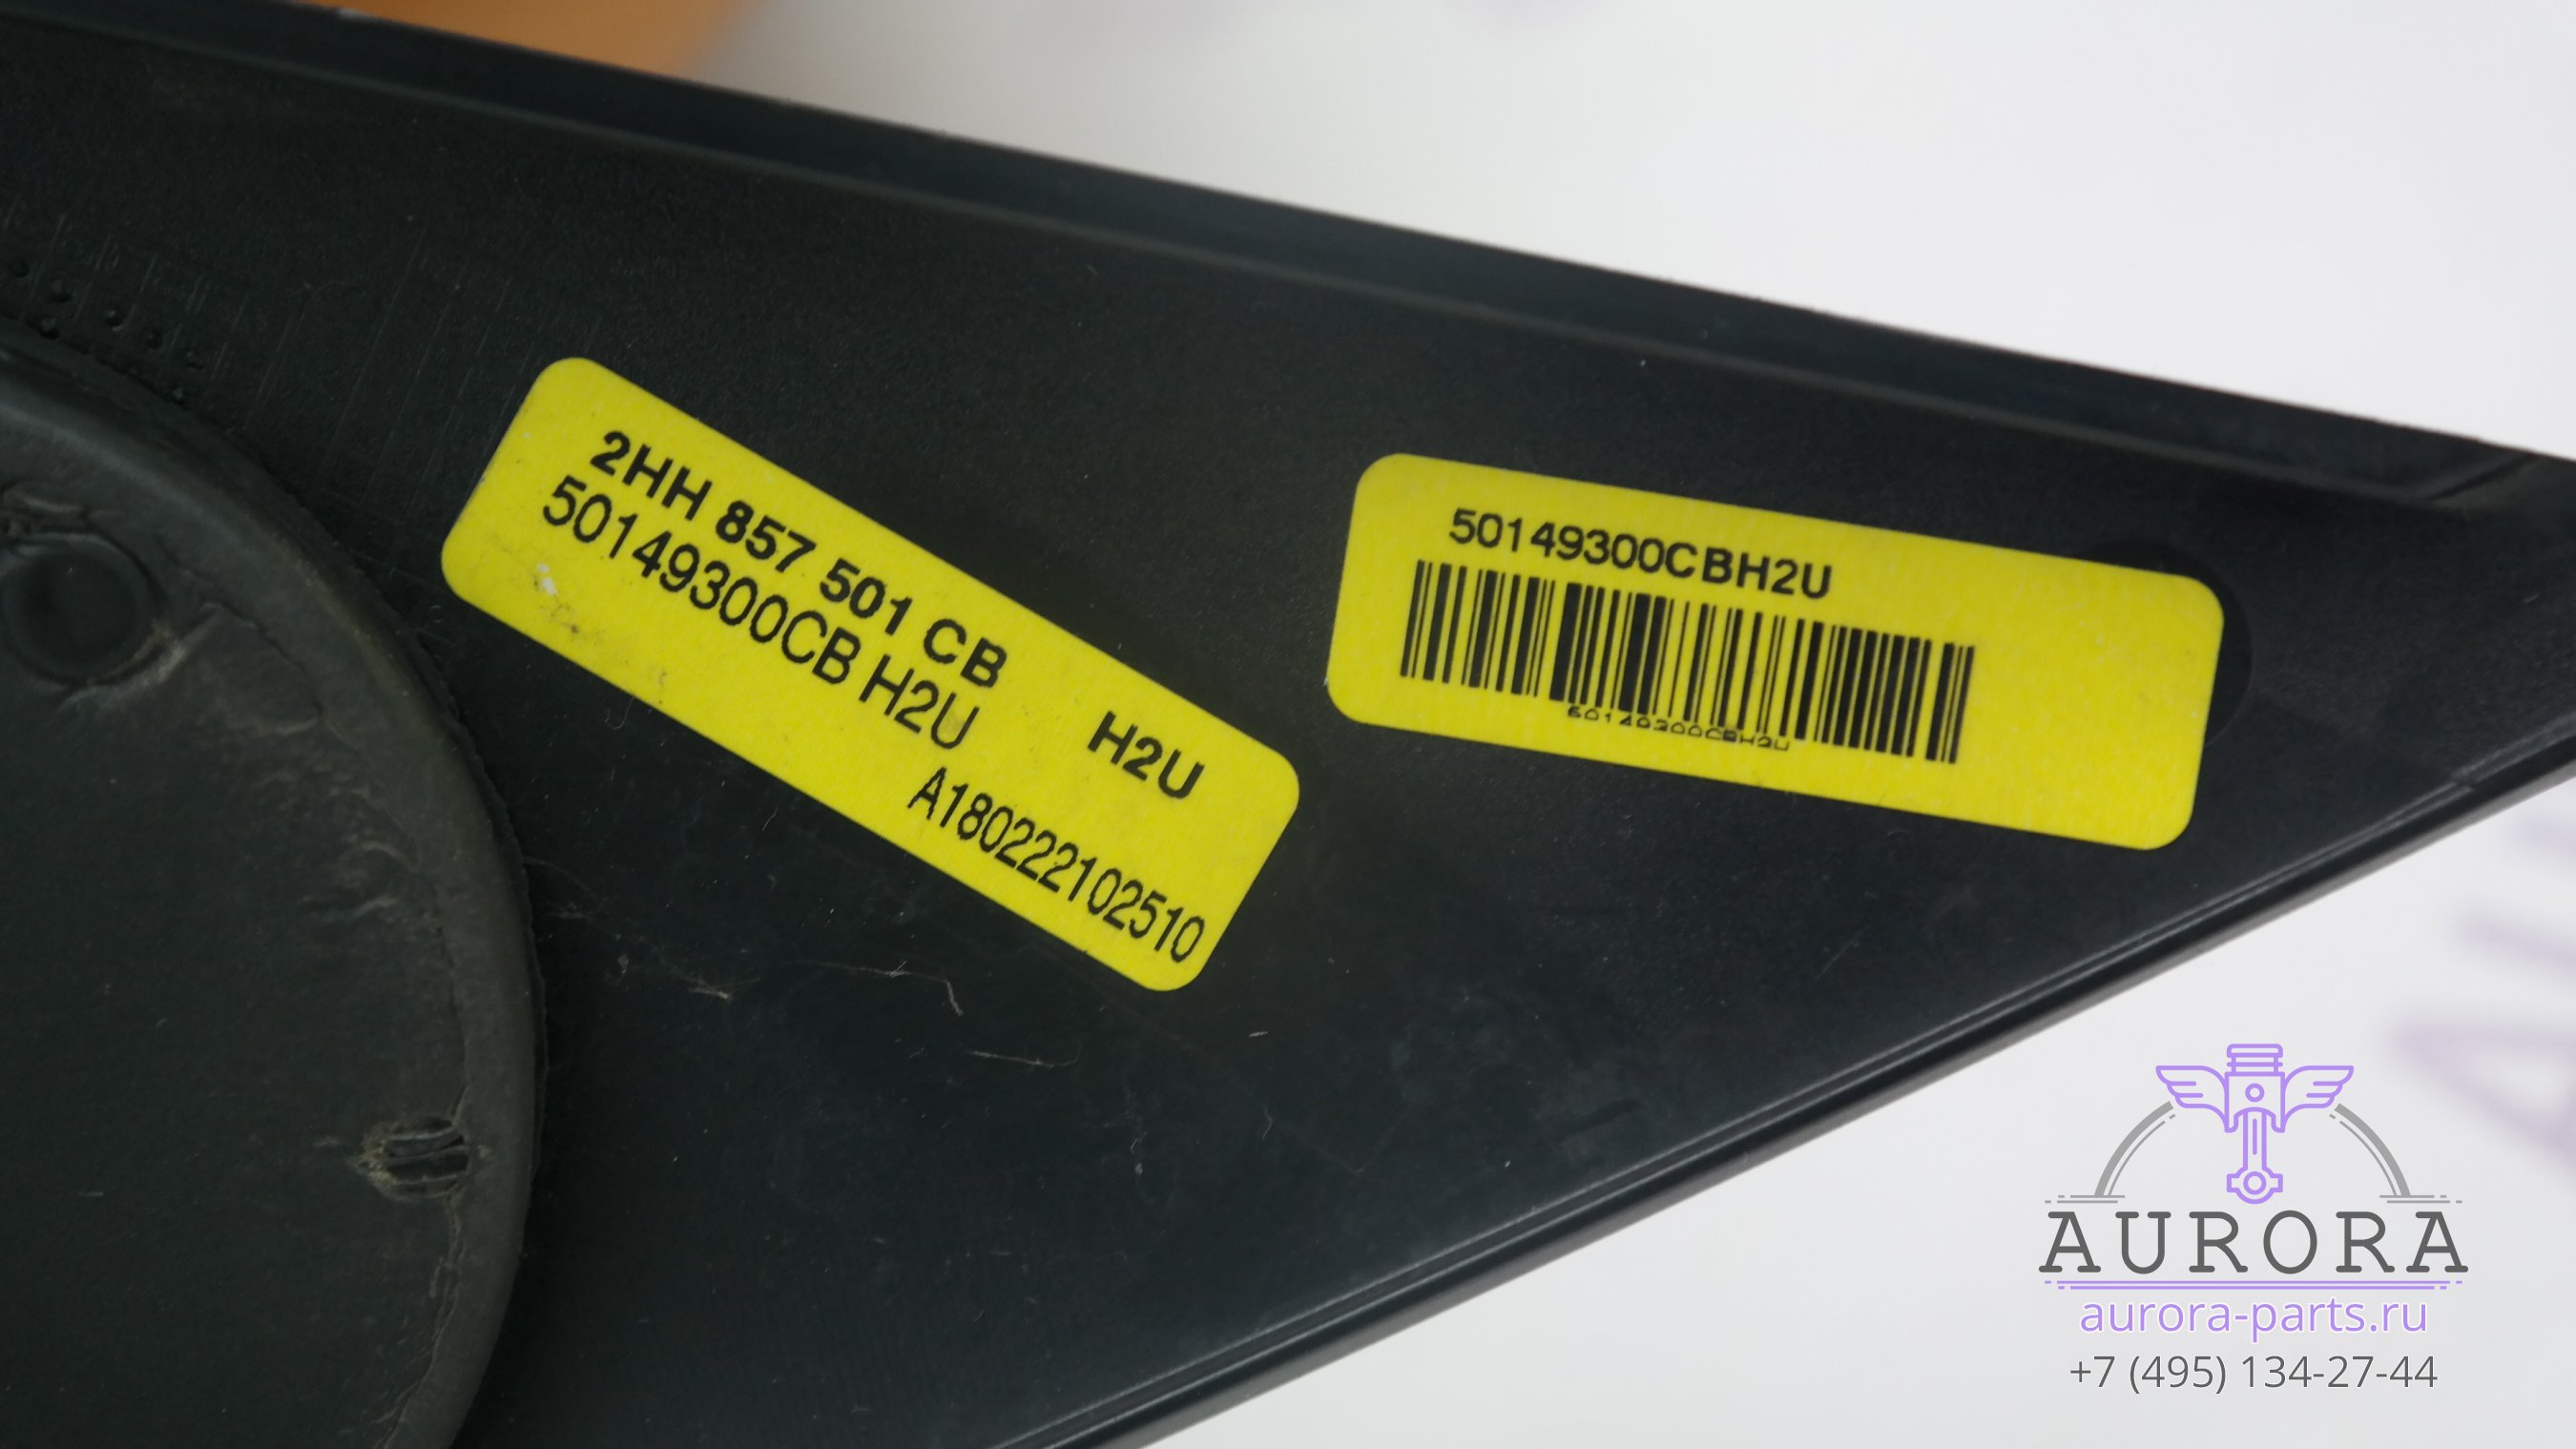 2HH 857 501 CB H2U
50149300CB H2U
A180222102510
50149300CBH2U
50149300CBH2U
AURORA
aurora-parts.ru
+7 (495) 134-27-44